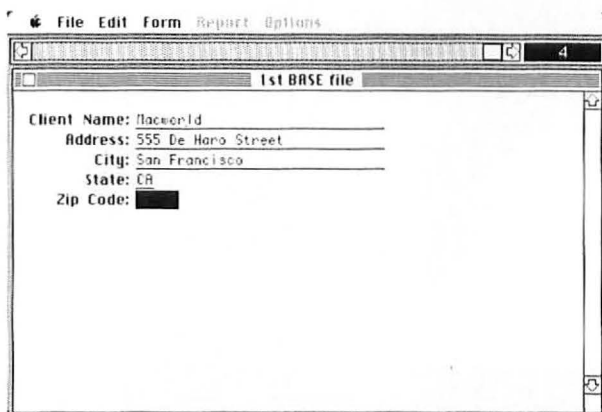 File Edit Form Report Options
4
1st BASE file
Client Name: Macworld
Address: 555 De Haro Street
City: San Francisco
State: CA
Zip Code: